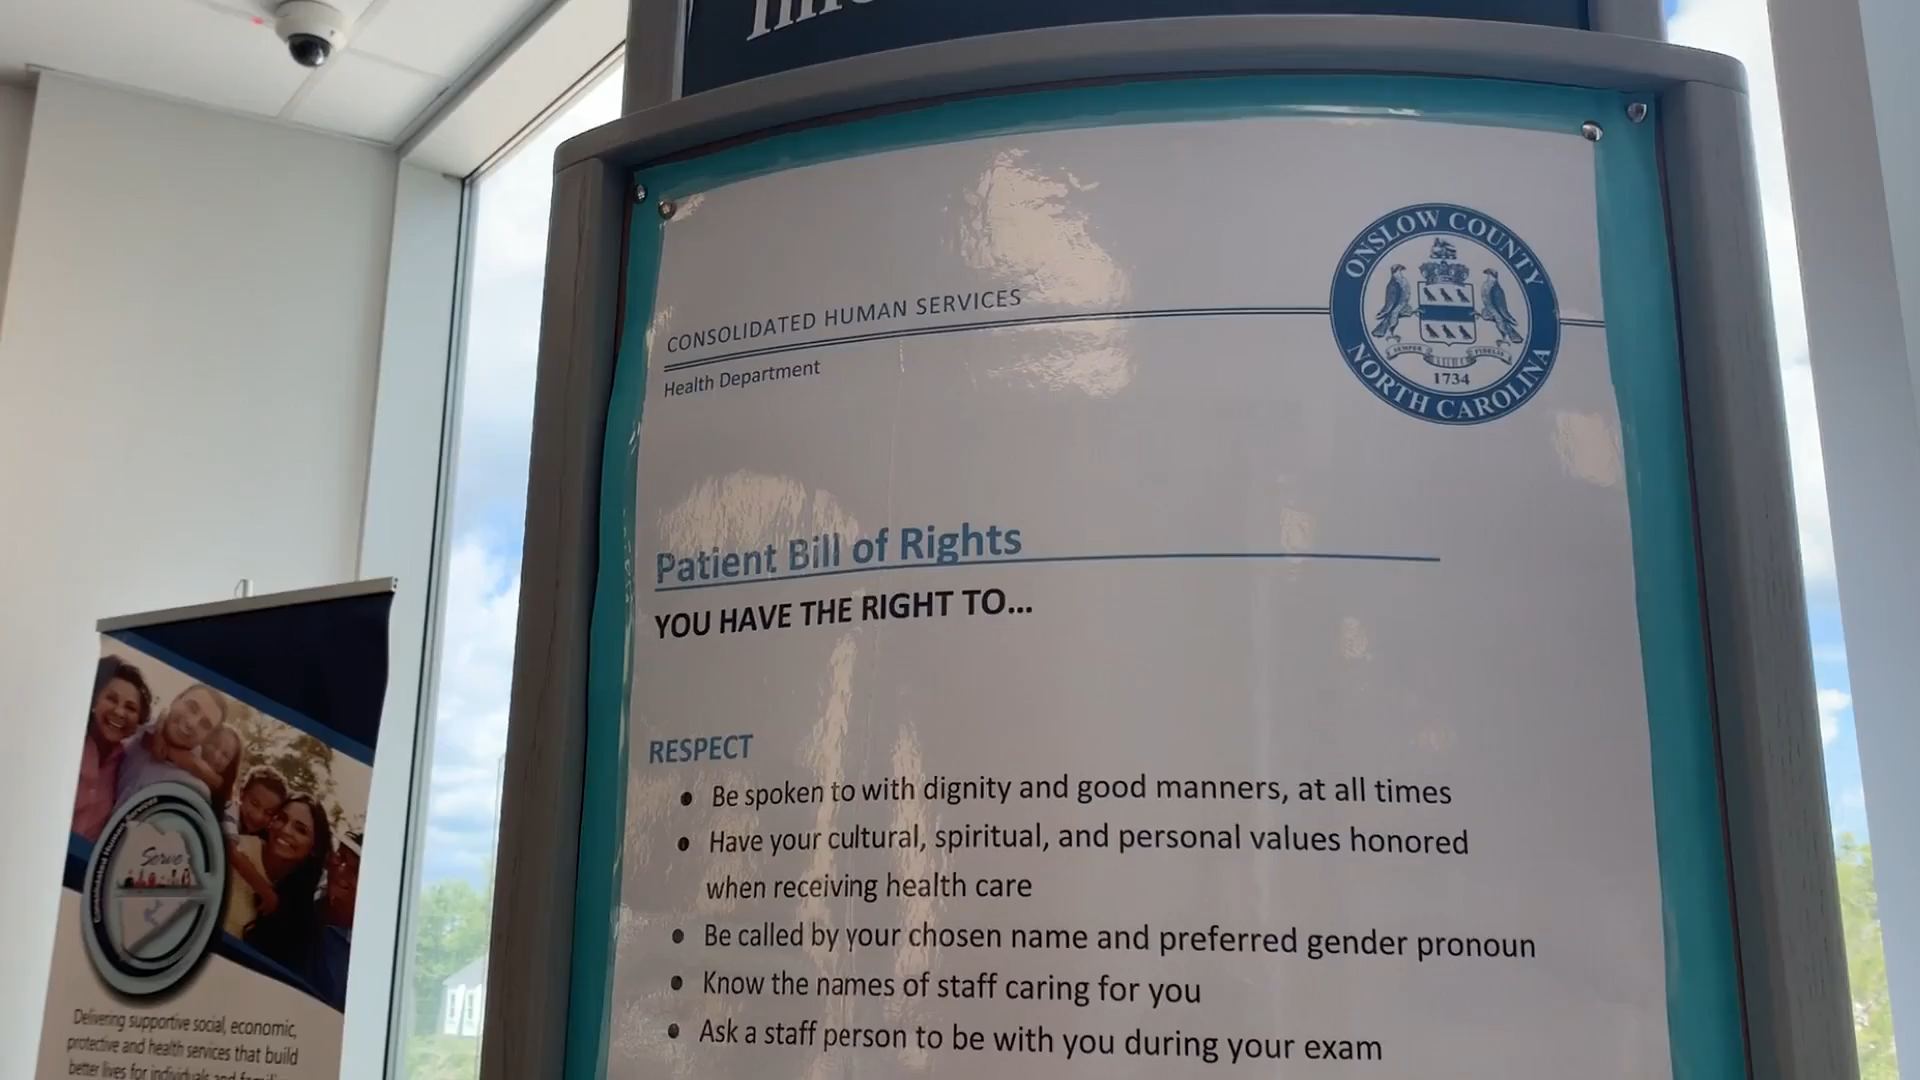 CONSOLIDATED HUMAN SERVICES
Health Department
ONSLOW COUNTY
SEMPER FIDELIS
1734
NORTH CAROLINA
Patient Bill of Rights
YOU HAVE THE RIGHT TO...
RESPECT
• Be spoken to with dignity and good manners, at all times
• Have your cultural, spiritual, and personal values honored
when receiving health care
• Be called by your chosen name and preferred gender pronoun
• Know the names of staff caring for you
• Ask a staff person to be with you during your exam
Consolidated Human Services
Serve
Delivering supportive social, economic,
protective and health services that build
better lives for individuals and